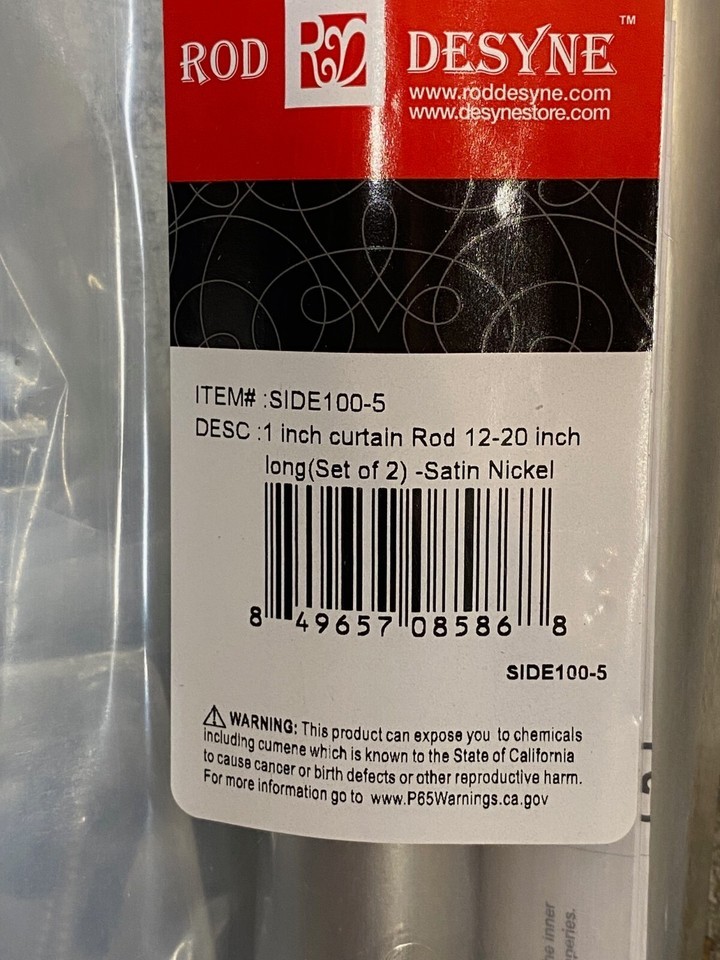 ROD DESYNE™
www.roddesyne.com
www.desynestore.com
ITEM# :SIDE100-5
DESC :1 inch curtain Rod 12-20 inch
long(Set of 2) -Satin Nickel
8 49657 08586 8
SIDE100-5
WARNING: This product can expose you to chemicals
including cumene which is known to the State of California
to cause cancer or birth defects or other reproductive harm.
For more information go to www.P65Warnings.ca.gov
inner